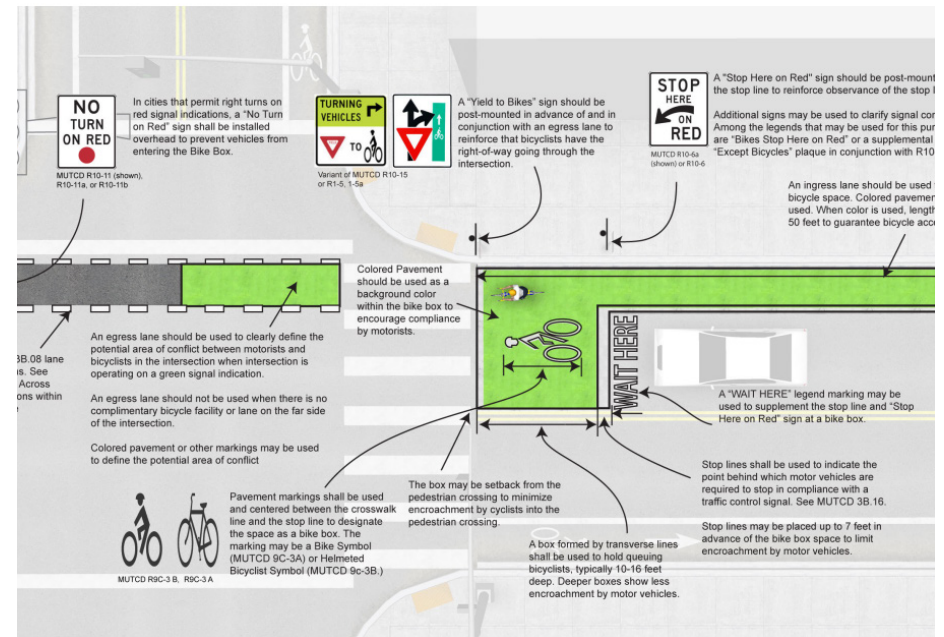 NO
TURN
ON RED
MUTCD R10-11 (shown),
R10-11a, or R10-11b
In cities that permit right turns on
red signal indications, a “No Turn
on Red” sign shall be installed
overhead to prevent vehicles from
entering the Bike Box.
TURNING
VEHICLES
TO
Variant of MUTCD R10-15
or R1-5, 1-5a
A “Yield to Bikes” sign should be
post-mounted in advance of and in
conjunction with an egress lane to
reinforce that bicyclists have the
right-of-way going through the
intersection.
STOP
HERE
ON
RED
MUTCD R10-6a
(shown) or R10-6
A "Stop Here on Red" sign should be post-mount
the stop line to reinforce observance of the stop l
Additional signs may be used to clarify signal con
Among the legends that may be used for this pur
are “Bikes Stop Here on Red” or a supplemental
“Except Bicycles” plaque in conjunction with R10
An ingress lane should be used
bicycle space. Colored pavemen
used. When color is used, length
50 feet to guarantee bicycle acce
Colored Pavement
should be used as a
background color
within the bike box to
encourage compliance
by motorists.
WAIT HERE
3B.08 lane
ns. See
Across
ons within
An egress lane should be used to clearly define the
potential area of conflict between motorists and
bicyclists in the intersection when intersection is
operating on a green signal indication.
An egress lane should not be used when there is no
complimentary bicycle facility or lane on the far side
of the intersection.
Colored pavement or other markings may be used
to define the potential area of conflict
A “WAIT HERE” legend marking may be
used to supplement the stop line and “Stop
Here on Red” sign at a bike box.
MUTCD R9C-3 B, R9C-3 A
Pavement markings shall be used
and centered between the crosswalk
line and the stop line to designate
the space as a bike box. The
marking may be a Bike Symbol
(MUTCD 9C-3A) or Helmeted
Bicyclist Symbol (MUTCD 9c-3B.)
The box may be setback from the
pedestrian crossing to minimize
encroachment by cyclists into the
pedestrian crossing.
A box formed by transverse lines
shall be used to hold queuing
bicyclists, typically 10-16 feet
deep. Deeper boxes show less
encroachment by motor vehicles.
Stop lines shall be used to indicate the
point behind which motor vehicles are
required to stop in compliance with a
traffic control signal. See MUTCD 3B.16.
Stop lines may be placed up to 7 feet in
advance of the bike box space to limit
encroachment by motor vehicles.